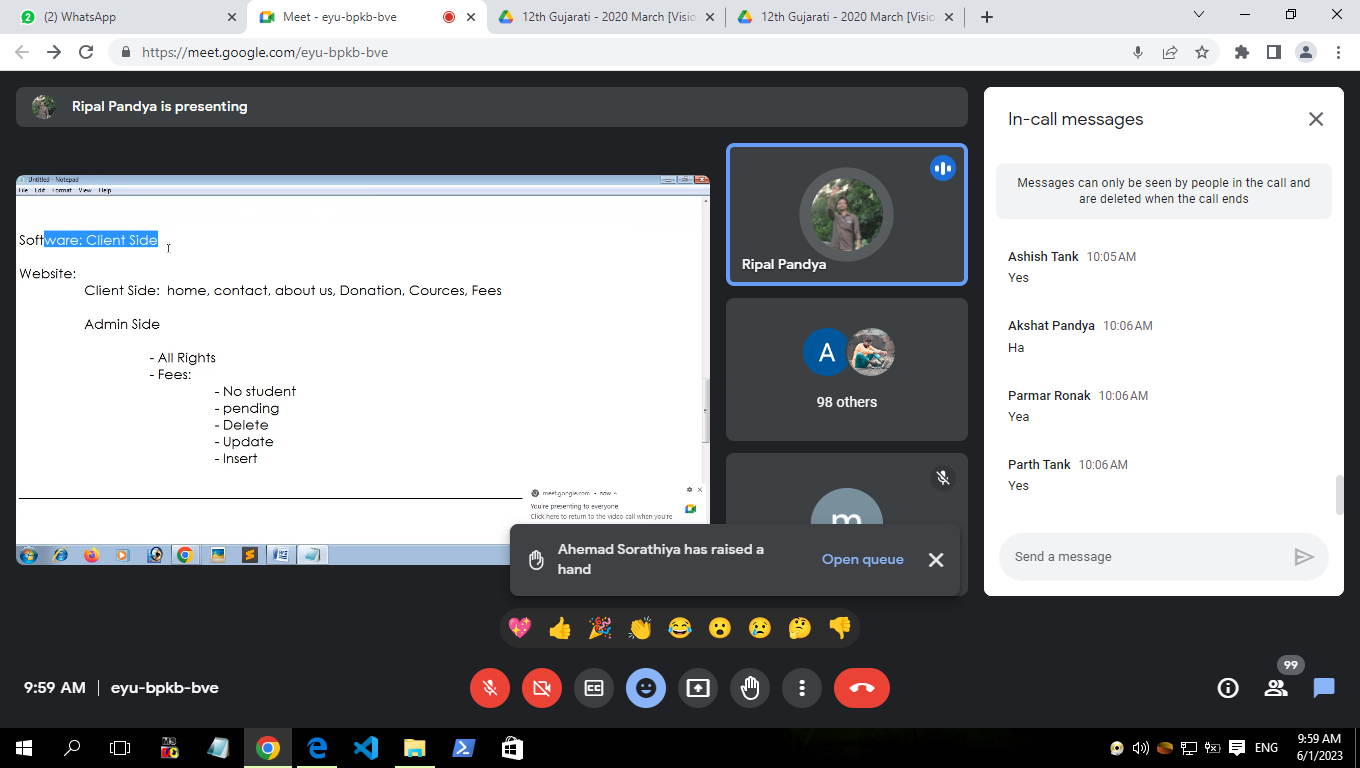 (2) WhatsApp
Meet - eyu-bpkb-bve
12th Gujarati - 2020 March [Visio
12th Gujarati - 2020 March [Visio
https://meet.google.com/eyu-bpkb-bve
Ripal Pandya is presenting
Untitled - Notepad
File Edit Format View Help
Software: Client Side
Website:
Client Side: home, contact, about us, Donation, Cources, Fees
Admin Side
- All Rights
- Fees:
- No student
- pending
- Delete
- Update
- Insert
meet.google.com • now
You're presenting to everyone
Click here to return to the video call when you're
Ripal Pandya
A
98 others
m
Ahemad Sorathiya has raised a
hand
Open queue
In-call messages
Messages can only be seen by people in the call and
are deleted when the call ends
Ashish Tank 10:05 AM
Yes
Akshat Pandya 10:06 AM
Ha
Parmar Ronak 10:06 AM
Yea
Parth Tank 10:06 AM
Yes
Send a message
9:59 AM | eyu-bpkb-bve
99
ENG
9:59 AM
6/1/2023